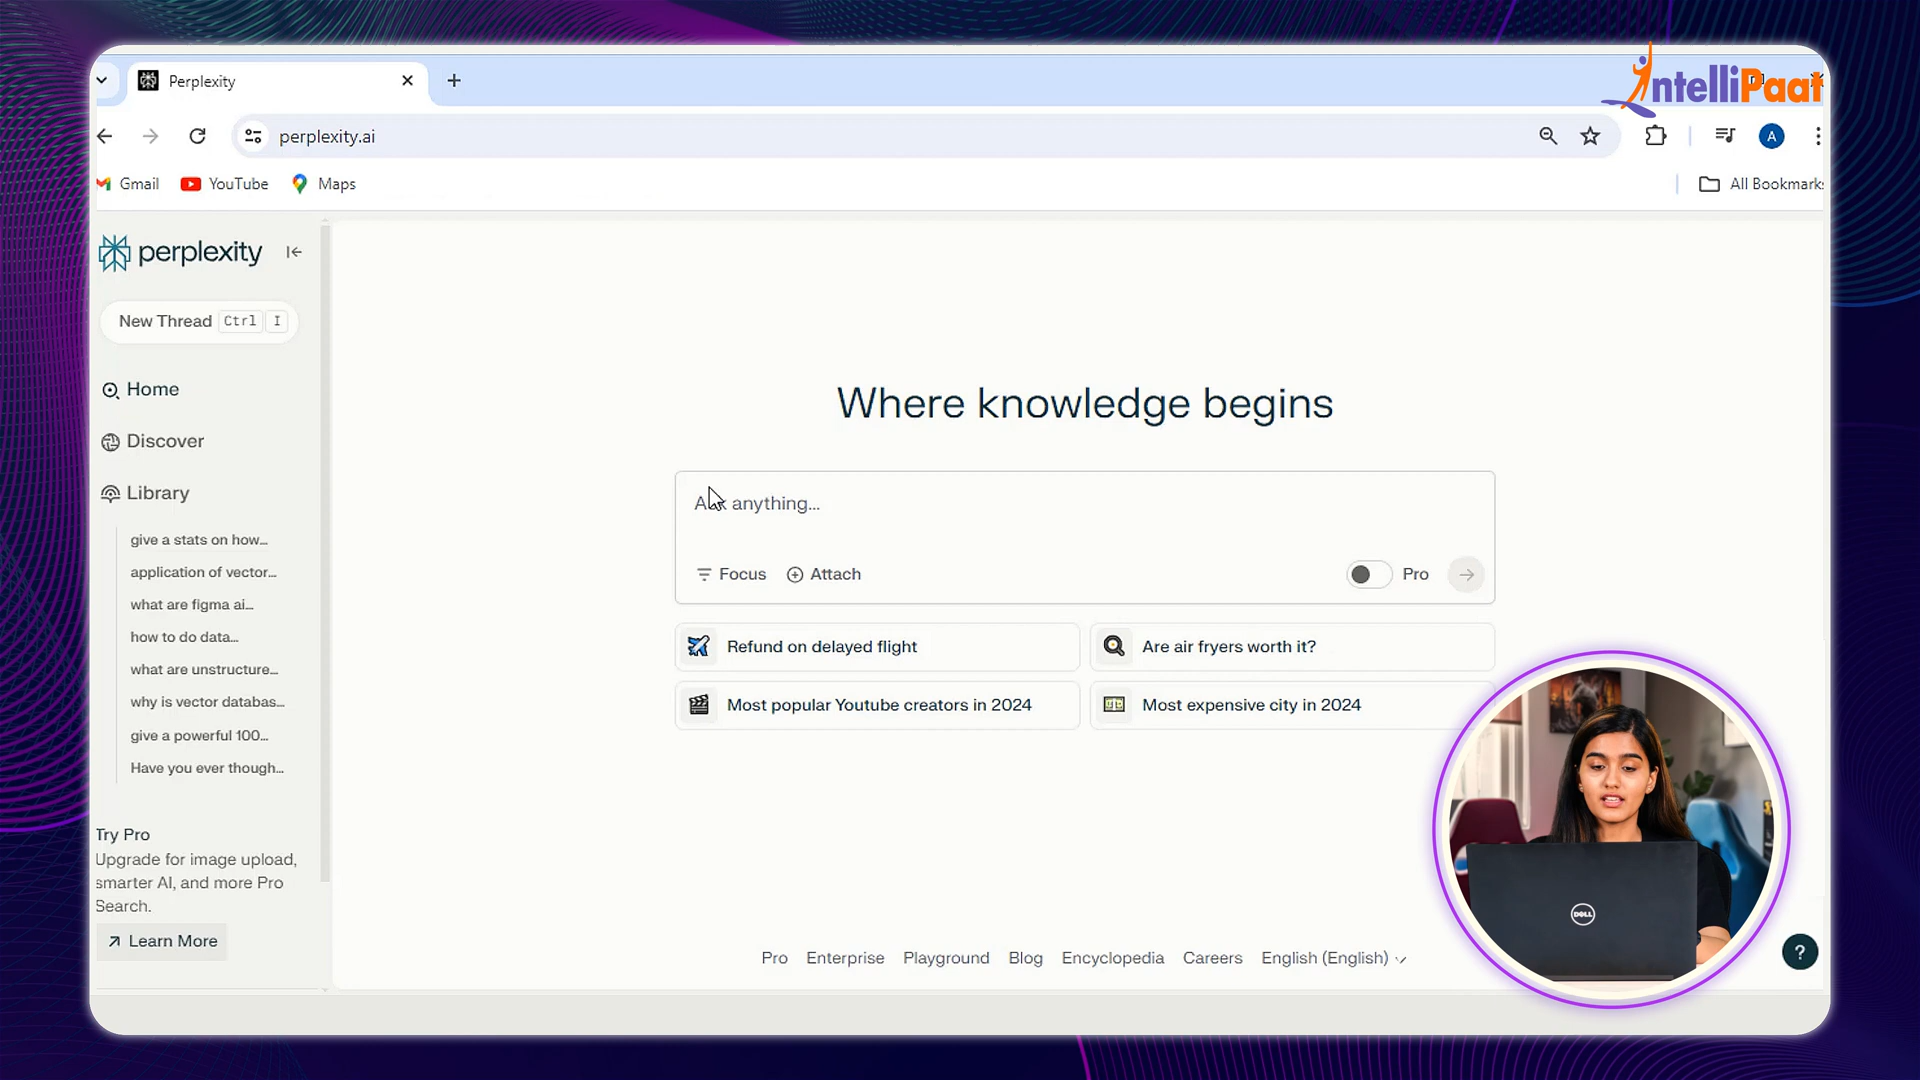 IntelliPaat
Perplexity
perplexity.ai
A
Gmail
YouTube
Maps
All Bookmarks
perplexity
New Thread Ctrl I
Home
Discover
Library
give a stats on how...
application of vector...
what are figma ai...
how to do data...
what are unstructure...
why is vector databas...
give a powerful 100...
Have you ever though...
Try Pro
Upgrade for image upload,
smarter AI, and more Pro
Search.
Learn More
Where knowledge begins
Ask anything...
Focus
Attach
Pro
Refund on delayed flight
Are air fryers worth it?
Most popular Youtube creators in 2024
Most expensive city in 2024
DELL
Pro
Enterprise
Playground
Blog
Encyclopedia
Careers
English (English)
?